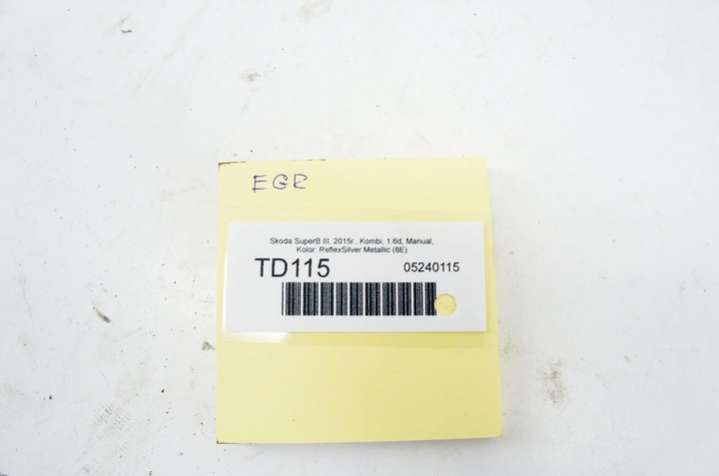 EGR
Skoda SuperB III, 2015r., Kombi, 1.6d, Manual,
Kolor: ReflexSilver Metallic (8E)
TD115 05240115